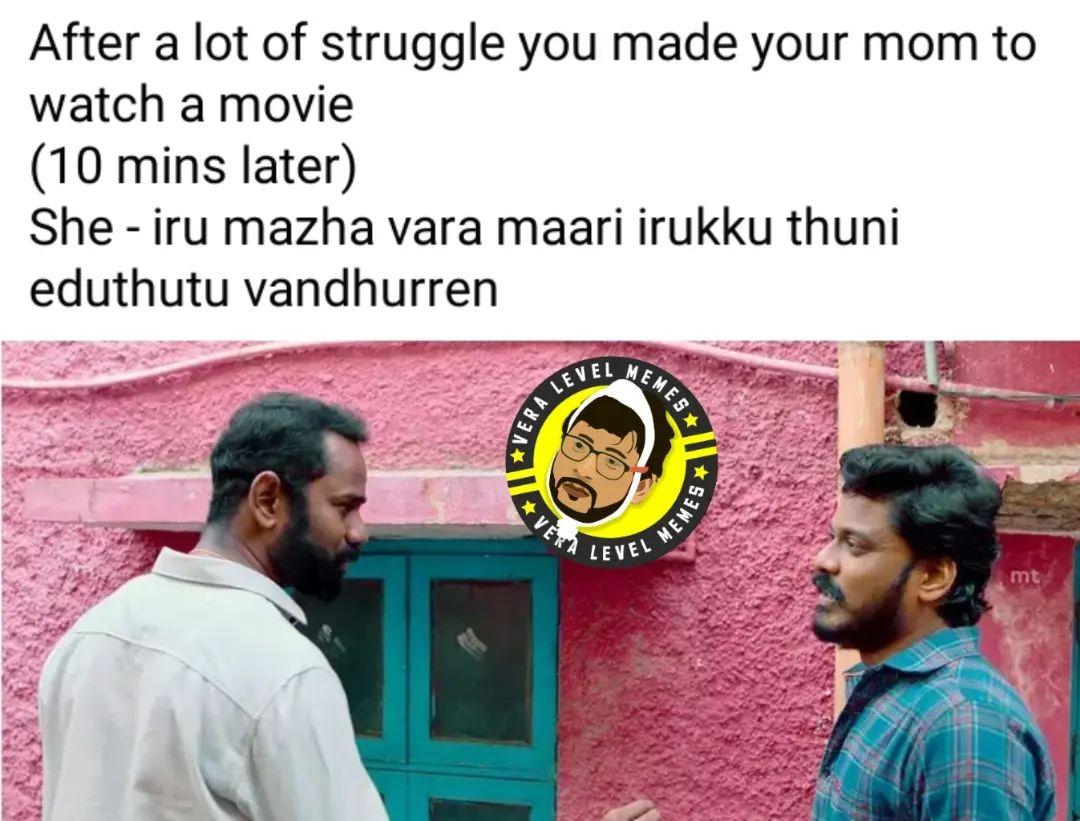 After a lot of struggle you made your mom to
watch a movie
(10 mins later)
She - iru mazha vara maari irukku thuni
eduthutu vandhurren
VERA LEVEL MEMES
VERA LEVEL MEMES
mt